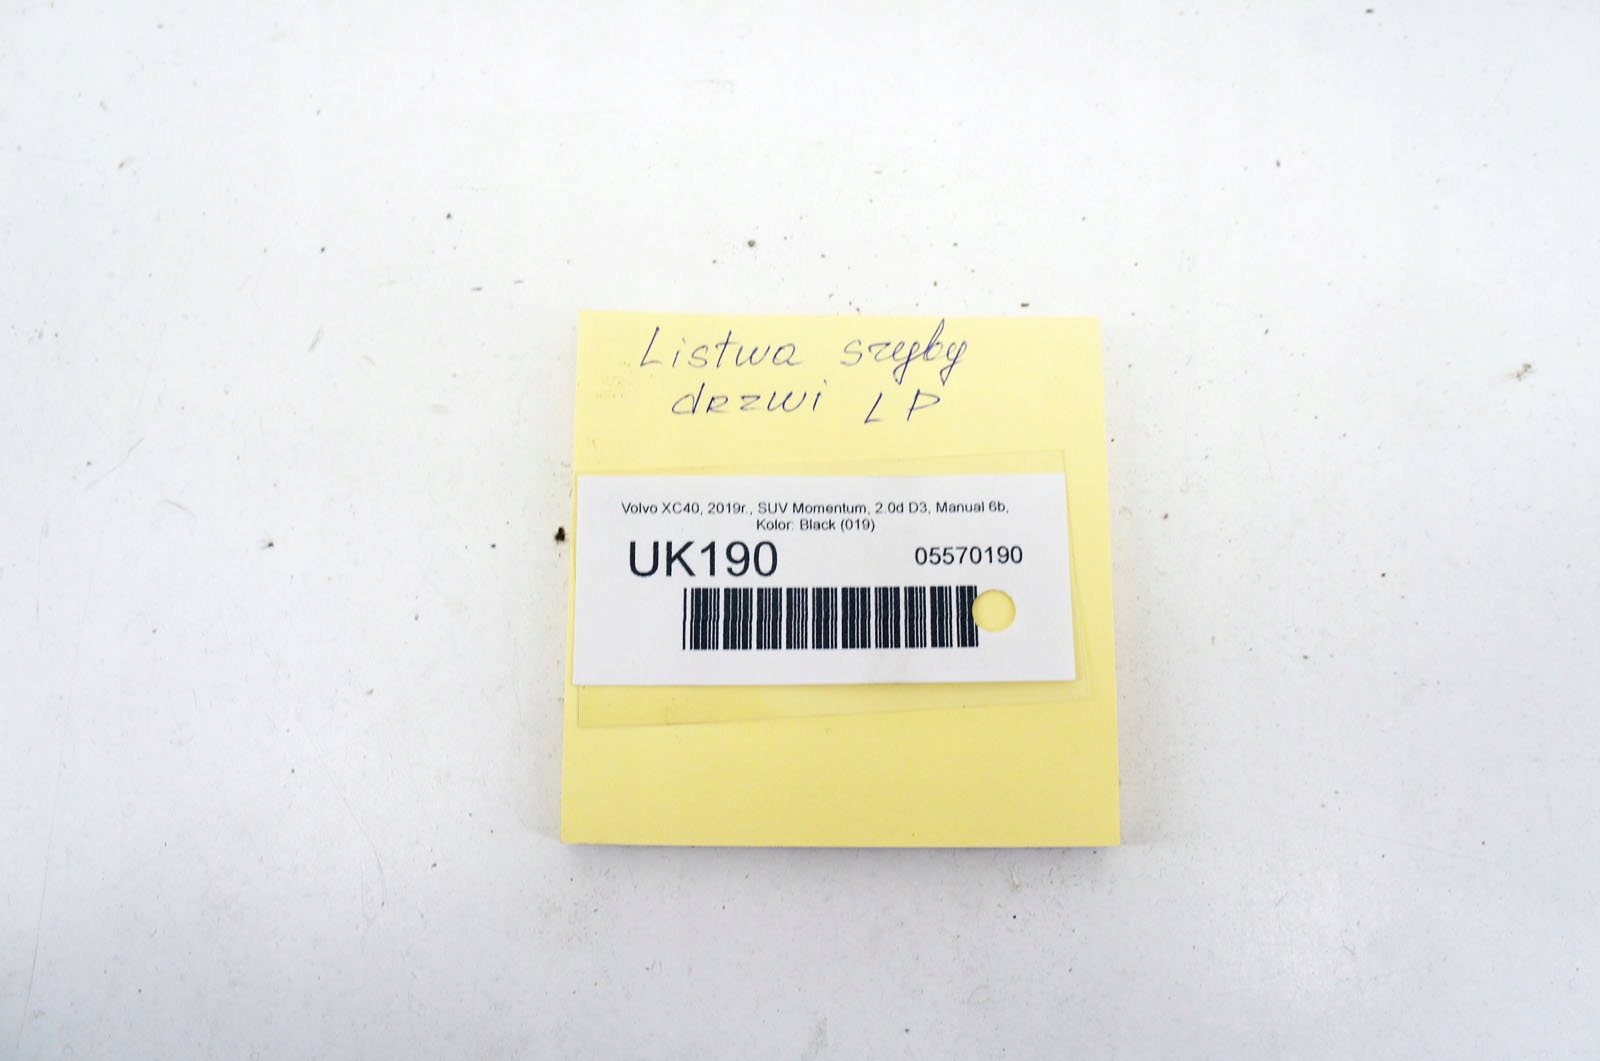 Listwa szyby
drzwi LP
Volvo XC40, 2019r., SUV Momentum, 2.0d D3, Manual 6b,
Kolor: Black (019)
UK190 05570190